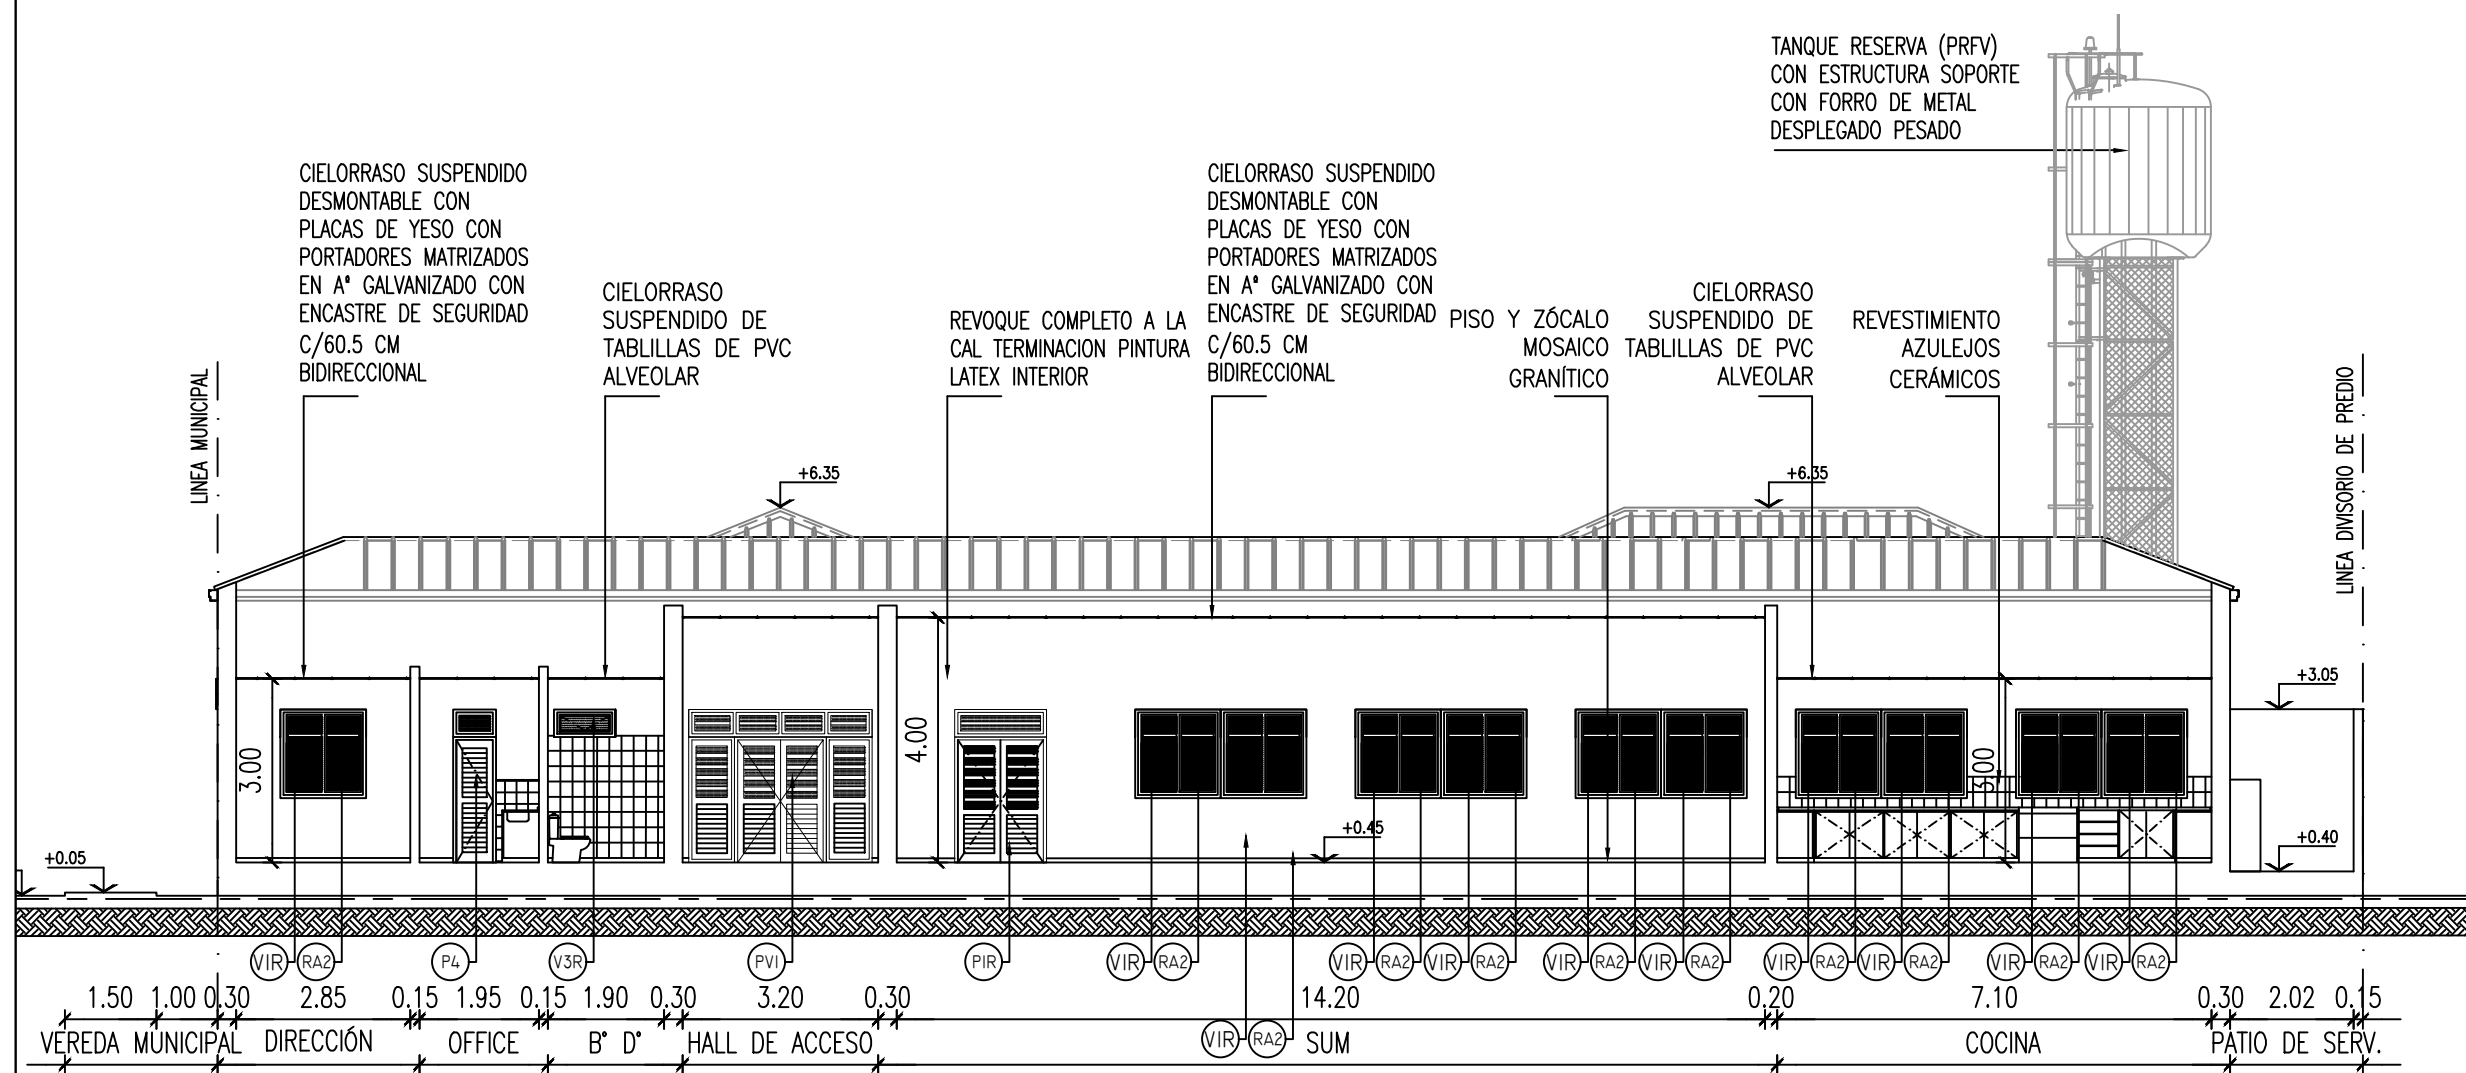 TANQUE RESERVA (PRFV)
CON ESTRUCTURA SOPORTE
CON FORRO DE METAL
DESPLEGADO PESADO
CIELORRASO SUSPENDIDO
DESMONTABLE CON
PLACAS DE YESO CON
PORTADORES MATRIZADOS
EN A° GALVANIZADO CON
ENCASTRE DE SEGURIDAD
C/60.5 CM
BIDIRECCIONAL
CIELORRASO
SUSPENDIDO DE
TABLILLAS DE PVC
ALVEOLAR
REVOQUE COMPLETO A LA
CAL TERMINACION PINTURA
LATEX INTERIOR
CIELORRASO SUSPENDIDO
DESMONTABLE CON
PLACAS DE YESO CON
PORTADORES MATRIZADOS
EN A° GALVANIZADO CON
ENCASTRE DE SEGURIDAD
C/60.5 CM
BIDIRECCIONAL
PISO Y ZÓCALO
MOSAICO
GRANÍTICO
CIELORRASO
SUSPENDIDO DE
TABLILLAS DE PVC
ALVEOLAR
REVESTIMIENTO
AZULEJOS
CERÁMICOS
LINEA MUNICIPAL
LINEA DIVISORIO DE PREDIO
+6.35
+6.35
+3.05
3.00
4.00
3.00
+0.45
+0.40
+0.05
VIR RA2 P4 V3R PVI PIR VIR RA2 VIR RA2 VIR RA2 VIR RA2 VIR RA2 VIR RA2 VIR RA2 VIR RA2 VIR RA2
1.50 1.00 0.30 2.85 0.15 1.95 0.15 1.90 0.30 3.20 0.30 14.20 0.20 7.10 0.30 2.02 0.15
VEREDA MUNICIPAL DIRECCIÓN OFFICE B° D° HALL DE ACCESO VIR RA2 SUM COCINA PATIO DE SERV.